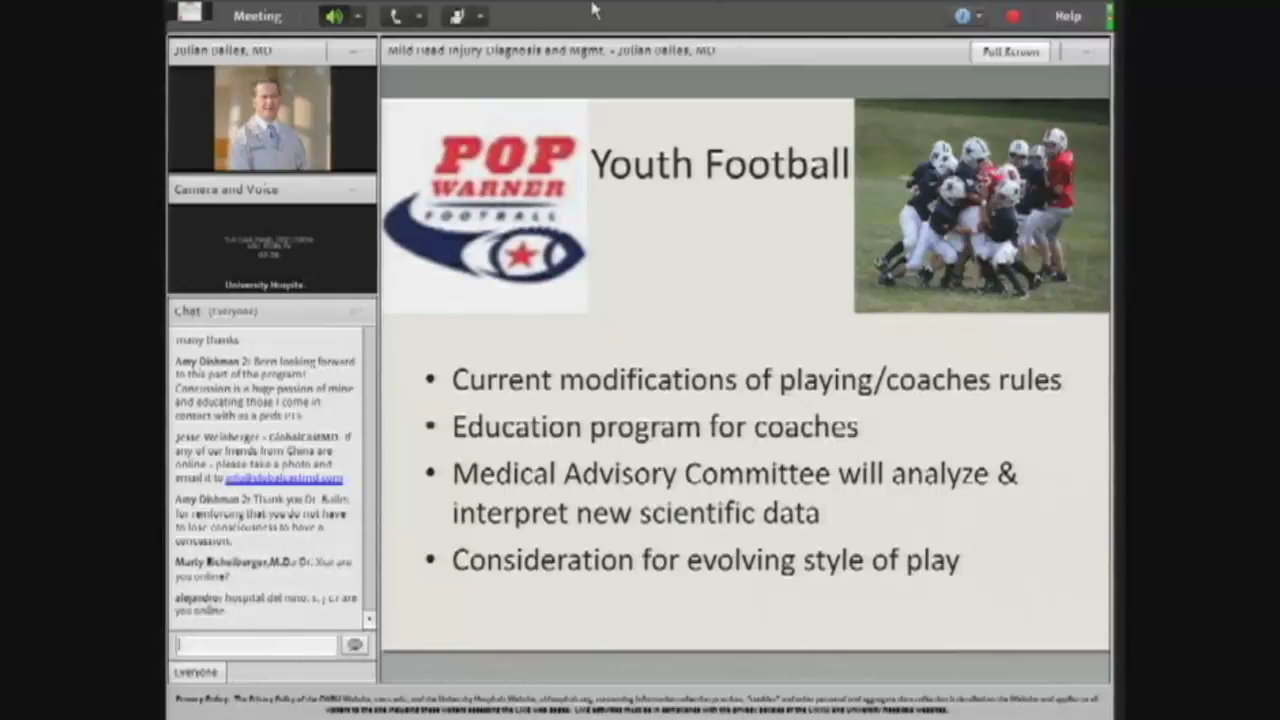 Meeting
Help
Julian Bailes, MD
Mild Head Injury Diagnosis and Mgmt. - Julian Bailes, MD
Full Screen
Camera and Voice
University Hospita.
Chat (Everyone)
many thanks
Amy Dishman 2: Been looking forward
to this part of the program!
Concussion is a huge passion of mine
and educating those I come in
contact with as a peds PTs
Jesse Weinberger - GlobalCastMD: If
any of our friends from China are
online - please take a photo and
email it to info@globalcastmd.com
Amy Dishman 2: Thank you Dr. Bailes
for reinforcing that you do not have
to lose consciousness to have a
concussion.
Marty Eichelberger,M.D.: Dr. Xue are
you online?
alejandro: hospital del nino, are
you online
Everyone
POP
WARNER
FOOTBALL
Youth Football
• Current modifications of playing/coaches rules
• Education program for coaches
• Medical Advisory Committee will analyze &
interpret new scientific data
• Consideration for evolving style of play